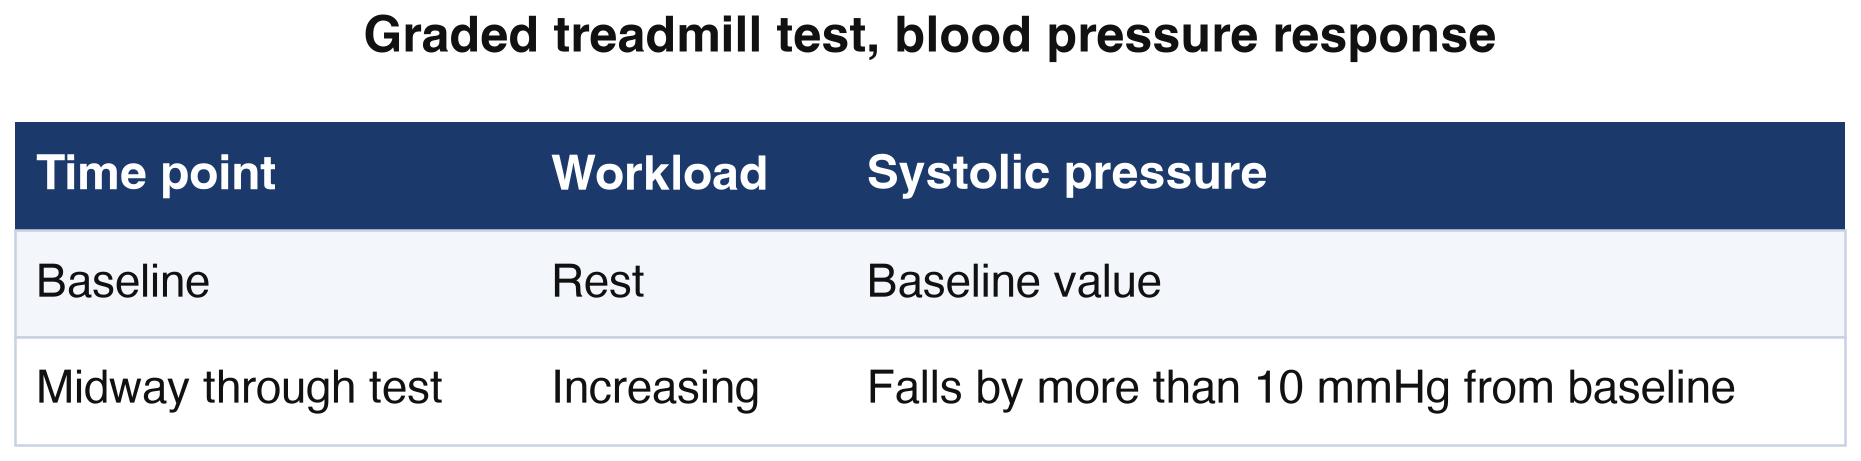 Graded treadmill test, blood pressure response
Time point Workload Systolic pressure
Baseline Rest Baseline value
Midway through test Increasing Falls by more than 10 mmHg from baseline